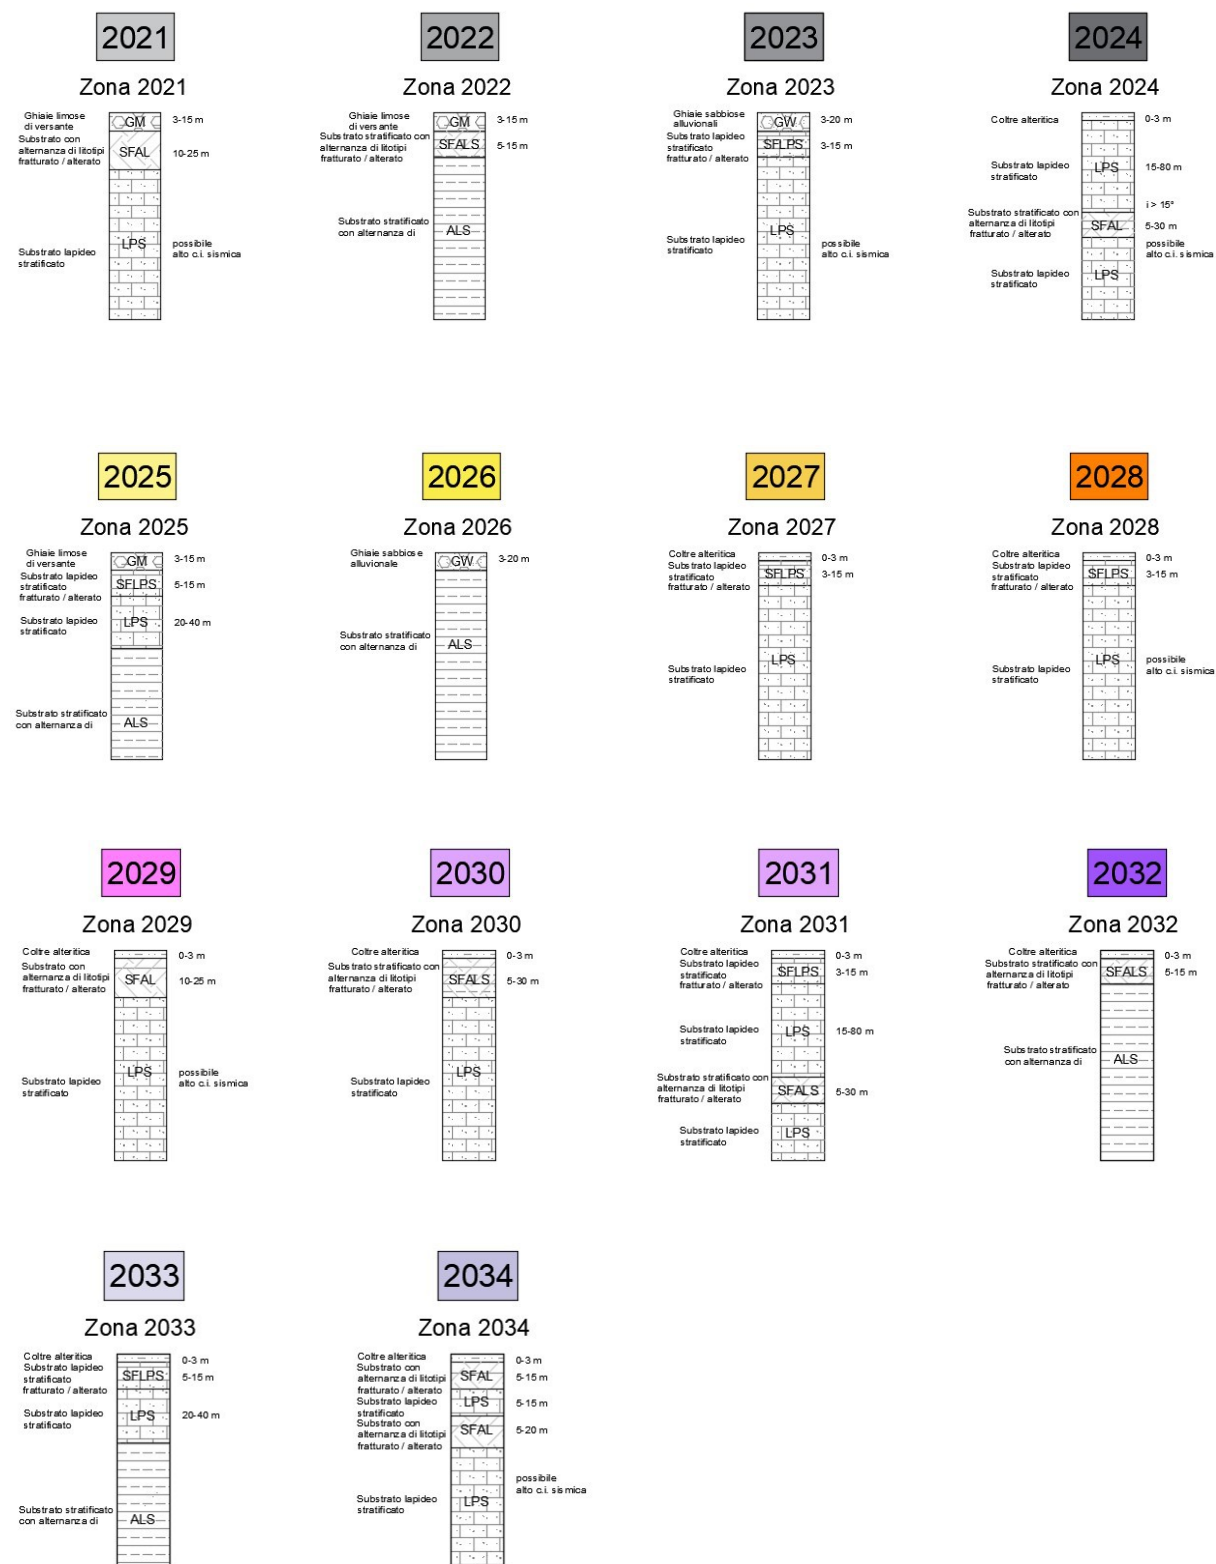 2021
Zona 2021
Ghiaie limose
di versante
GM
3-15 m
Substrato con
alternanza di litotipi
fratturato / alterato
SFAL
10-25 m
Substrato lapideo
stratificato
LPS
possibile
alto c.i. sismica
2022
Zona 2022
Ghiaie limose
di versante
GM
3-15 m
Substrato stratificato con
alternanza di litotipi
fratturato / alterato
SFALS
5-15 m
Substrato stratificato
con alternanza di
ALS
2023
Zona 2023
Ghiaie sabbiose
alluvionali
GW
3-20 m
Substrato lapideo
stratificato
fratturato / alterato
SFLPS
3-15 m
Substrato lapideo
stratificato
LPS
possibile
alto c.i. sismica
2024
Zona 2024
Coltre alteritica
0-3 m
Substrato lapideo
stratificato
LPS
15-80 m
i > 15°
Substrato stratificato con
alternanza di litotipi
fratturato / alterato
SFAL
5-30 m
possibile
alto c.i. sismica
Substrato lapideo
stratificato
LPS
2025
Zona 2025
Ghiaie limose
di versante
GM
3-15 m
Substrato lapideo
stratificato
fratturato / alterato
SFLPS
5-15 m
Substrato lapideo
stratificato
LPS
20-40 m
Substrato stratificato
con alternanza di
ALS
2026
Zona 2026
Ghiaie sabbiose
alluvionale
GW
3-20 m
Substrato stratificato
con alternanza di
ALS
2027
Zona 2027
Coltre alteritica
0-3 m
Substrato lapideo
stratificato
fratturato / alterato
SFLPS
3-15 m
Substrato lapideo
stratificato
LPS
2028
Zona 2028
Coltre alteritica
0-3 m
Substrato lapideo
stratificato
fratturato / alterato
SFLPS
3-15 m
Substrato lapideo
stratificato
LPS
possibile
alto c.i. sismica
2029
Zona 2029
Coltre alteritica
0-3 m
Substrato con
alternanza di litotipi
fratturato / alterato
SFAL
10-25 m
Substrato lapideo
stratificato
LPS
possibile
alto c.i. sismica
2030
Zona 2030
Coltre alteritica
0-3 m
Substrato stratificato con
alternanza di litotipi
fratturato / alterato
SFALS
5-30 m
Substrato lapideo
stratificato
LPS
2031
Zona 2031
Coltre alteritica
0-3 m
Substrato lapideo
stratificato
fratturato / alterato
SFLPS
3-15 m
Substrato lapideo
stratificato
LPS
15-80 m
Substrato stratificato con
alternanza di litotipi
fratturato / alterato
SFALS
5-30 m
Substrato lapideo
stratificato
LPS
2032
Zona 2032
Coltre alteritica
0-3 m
Substrato stratificato con
alternanza di litotipi
fratturato / alterato
SFALS
5-15 m
Substrato stratificato
con alternanza di
ALS
2033
Zona 2033
Coltre alteritica
0-3 m
Substrato lapideo
stratificato
fratturato / alterato
SFLPS
5-15 m
Substrato lapideo
stratificato
LPS
20-40 m
Substrato stratificato
con alternanza di
ALS
2034
Zona 2034
Coltre alteritica
0-3 m
Substrato con
alternanza di litotipi
fratturato / alterato
SFAL
5-15 m
Substrato lapideo
stratificato
LPS
5-15 m
Substrato con
alternanza di litotipi
fratturato / alterato
SFAL
5-20 m
possibile
alto c.i. sismica
Substrato lapideo
stratificato
LPS